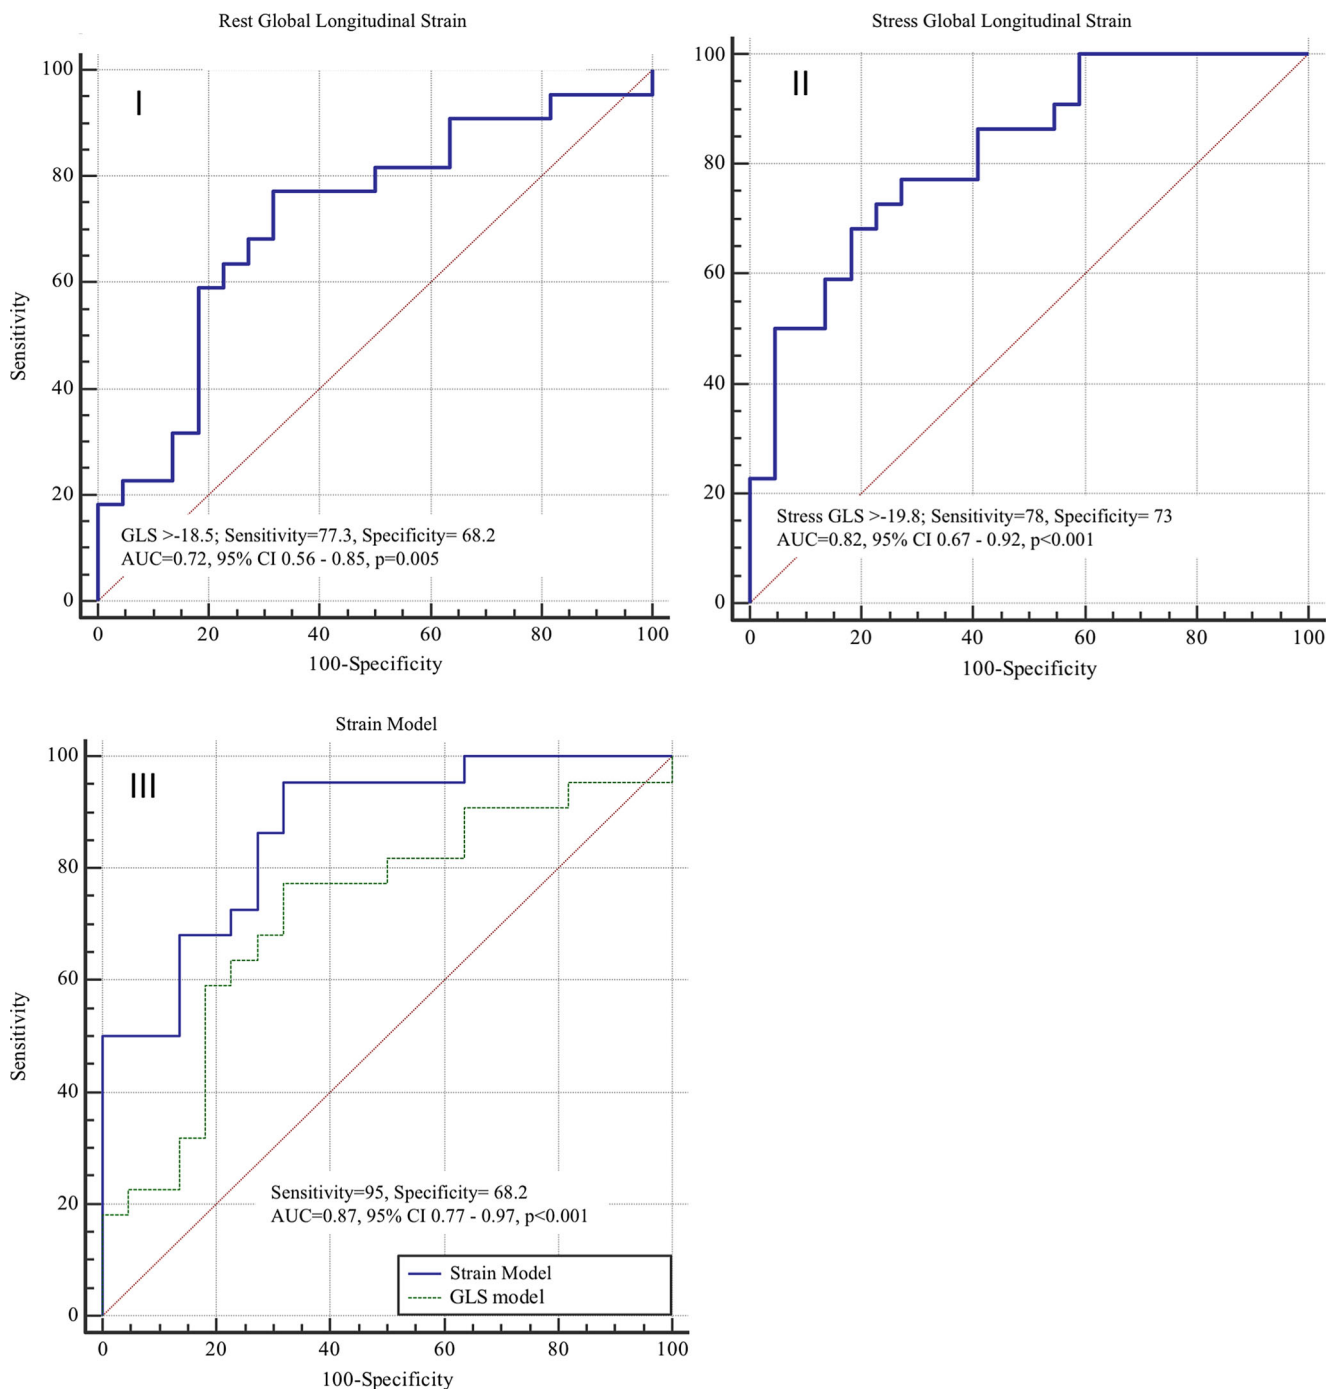 Rest Global Longitudinal Strain
I
100
80
60
40
20
0
Sensitivity
GLS >-18.5; Sensitivity=77.3, Specificity= 68.2
AUC=0.72, 95% CI 0.56 - 0.85, p=0.005
0 20 40 60 80 100
100-Specificity
Stress Global Longitudinal Strain
II
100
80
60
40
20
0
Stress GLS >-19.8; Sensitivity=78, Specificity= 73
AUC=0.82, 95% CI 0.67 - 0.92, p<0.001
0 20 40 60 80 100
100-Specificity
Strain Model
III
100
80
60
40
20
0
Sensitivity
Sensitivity=95, Specificity= 68.2
AUC=0.87, 95% CI 0.77 - 0.97, p<0.001
Strain Model
GLS model
0 20 40 60 80 100
100-Specificity